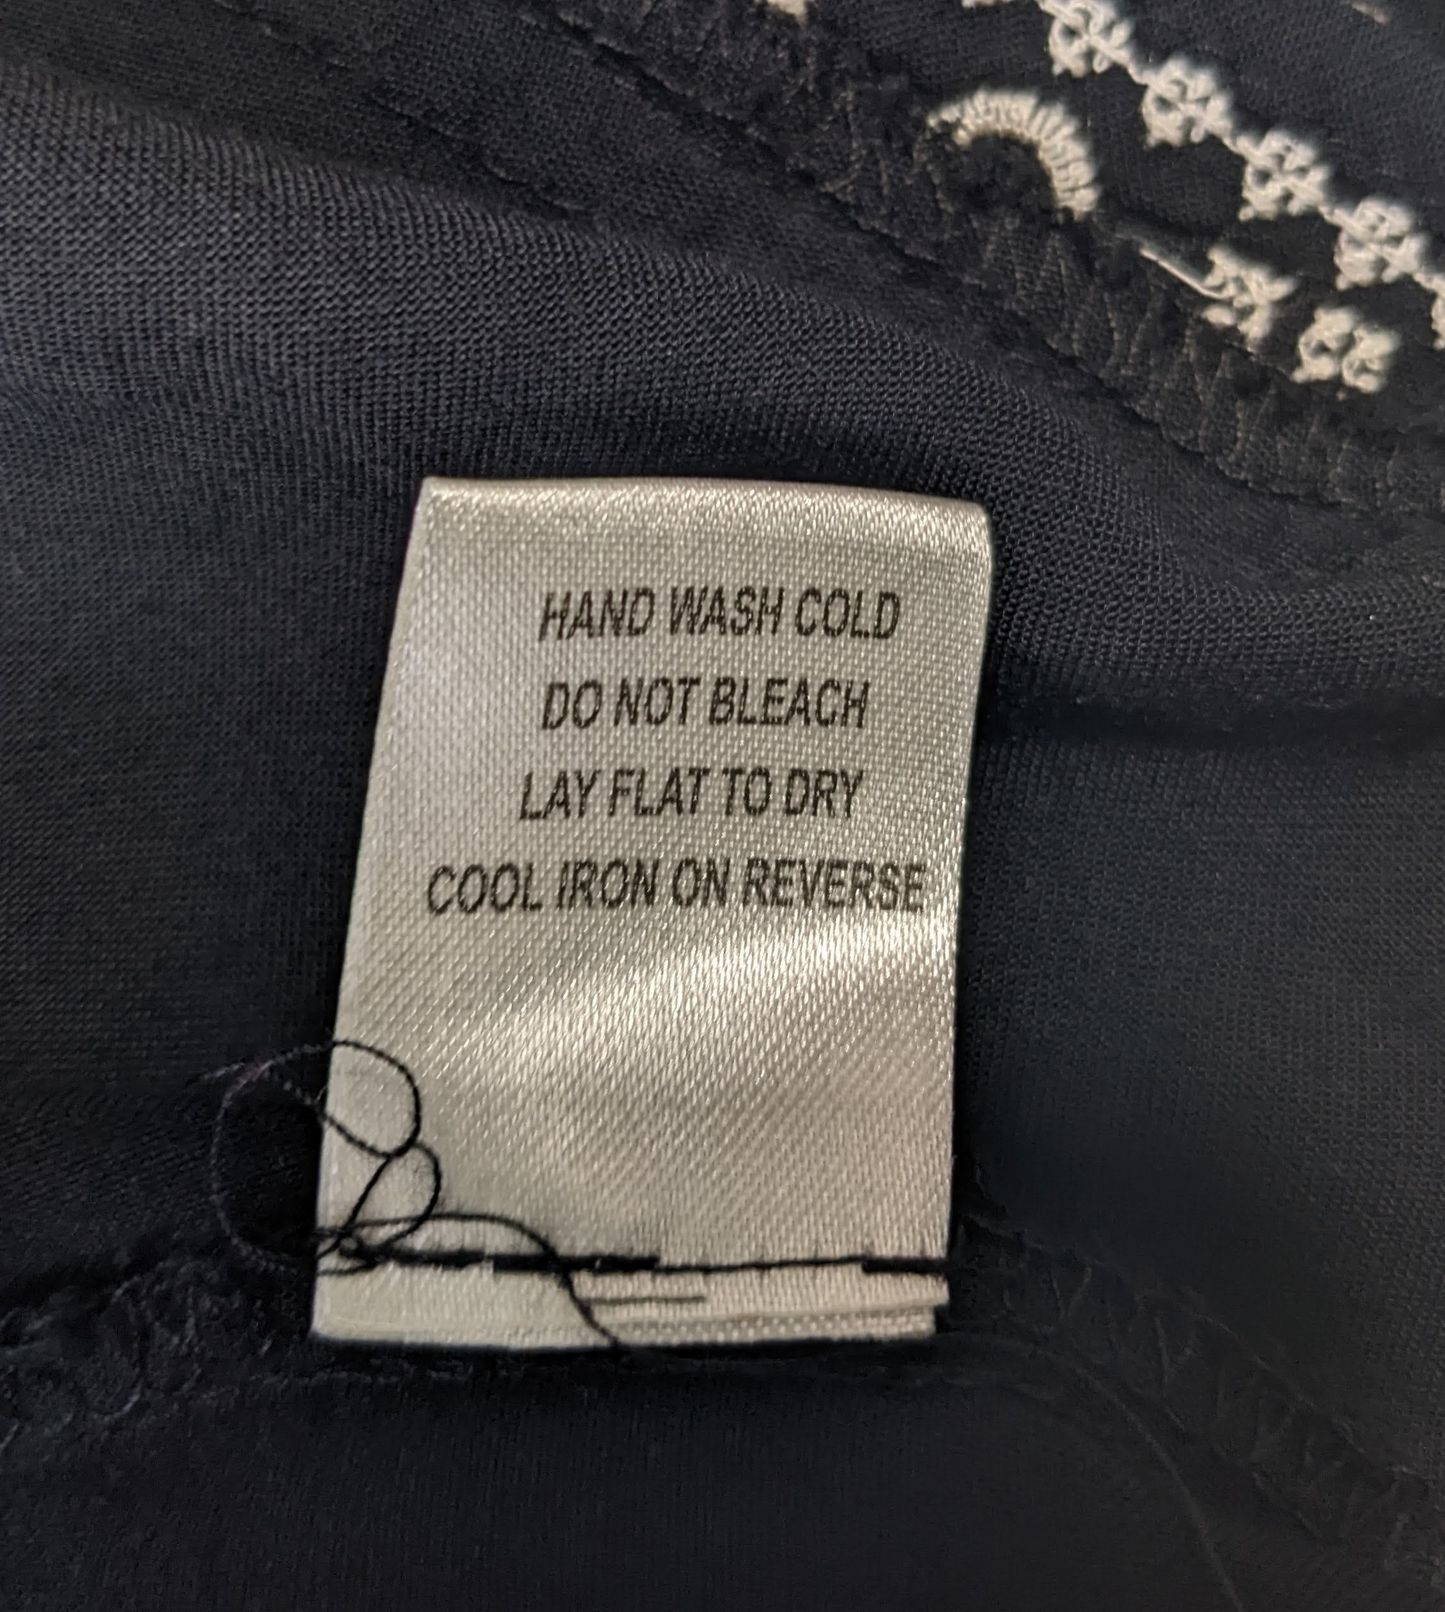 HAND WASH COLD
DO NOT BLEACH
LAY FLAT TO DRY
COOL IRON ON REVERSE